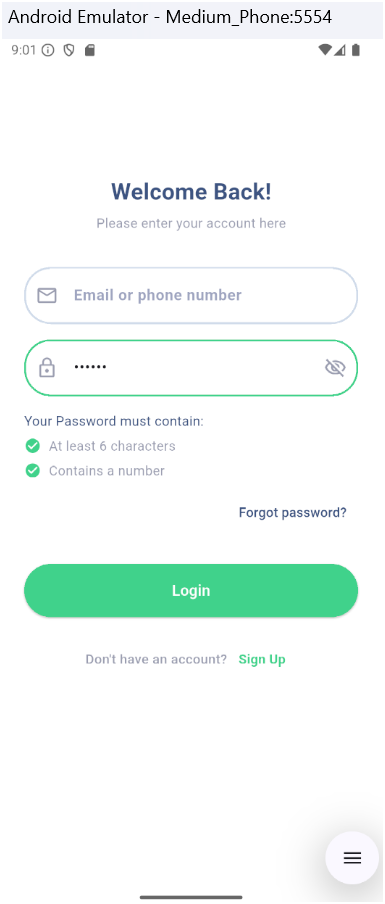 Android Emulator - Medium_Phone:5554
9:01
Welcome Back!
Please enter your account here
Email or phone number
••••••
Your Password must contain:
At least 6 characters
Contains a number
Forgot password?
Login
Don't have an account? Sign Up